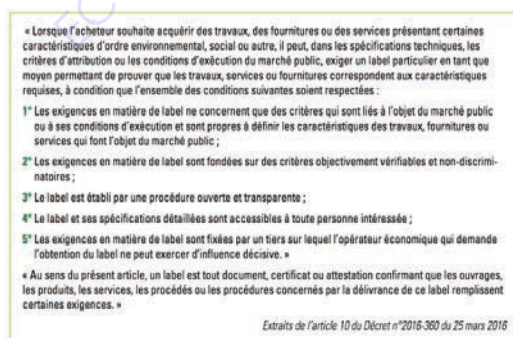 « Lorsque l'acheteur souhaite acquérir des travaux, des fournitures ou des services présentant certaines
caractéristiques d'ordre environnemental, social ou autre, il peut, dans les spécifications techniques, les
critères d'attribution ou les conditions d'exécution du marché public, exiger un label particulier en tant que
moyen permettant de prouver que les travaux, services ou fournitures correspondent aux caractéristiques
requises, à condition que l'ensemble des conditions suivantes soient respectées :
1° Les exigences en matière de label ne concernent que des critères qui sont liés à l'objet du marché public
ou à ses conditions d'exécution et sont propres à définir les caractéristiques des travaux, fournitures ou
services qui font l'objet du marché public ;
2° Les exigences en matière de label sont fondées sur des critères objectivement vérifiables et non-discrimi-
natoires ;
3° Le label est établi par une procédure ouverte et transparente ;
4° Le label et ses spécifications détaillées sont accessibles à toute personne intéressée ;
5° Les exigences en matière de label sont fixées par un tiers sur lequel l'opérateur économique qui demande
l'obtention du label ne peut exercer d'influence décisive. »
« Au sens du présent article, un label est tout document, certificat ou attestation confirmant que les ouvrages,
les produits, les services, les procédés ou les procédures concernés par la délivrance de ce label remplissent
certaines exigences. »
Extraits de l'article 10 du Décret n°2016-360 du 25 mars 2016